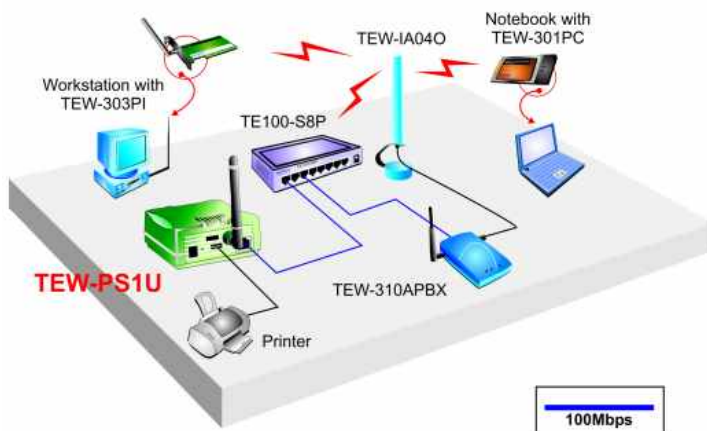 TEW-IA04O
Notebook with
TEW-301PC
Workstation with
TEW-303PI
TE100-S8P
TEW-PS1U
TEW-310APBX
Printer
100Mbps